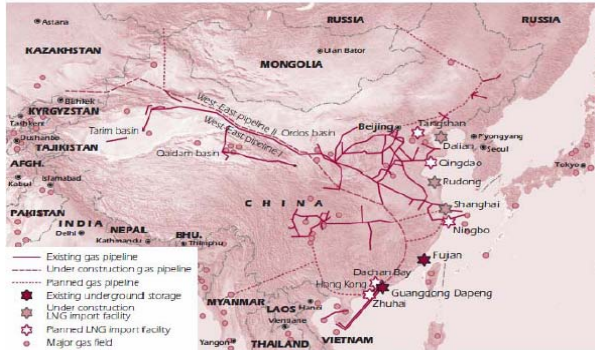 Astana
RUSSIA
RUSSIA
KAZAKHSTAN
Ulan Bator
MONGOLIA
Bishkek
KYRGYZSTAN
West-East pipeline II
Tashkent
Tarim basin
West-East pipeline I
Ordos basin
Beijing
Tangshan
Dushanbe
TAJIKISTAN
Qaidam basin
Dalian
Pyongyang
Seoul
AFGH.
Kabul
Islamabad
Qingdao
Tokyo
Rudong
PAKISTAN
CHINA
Shanghai
INDIA
Delhi
NEPAL
Kathmandu
BHU.
Thimphu
Ningbo
Existing gas pipeline
Under construction gas pipeline
Planned gas pipeline
Existing underground storage
Under construction
LNG import facility
Planned LNG import facility
Major gas field
Fujian
Dachan Bay
Hong Kong
Guangdong Dapeng
Zhuhai
MYANMAR
LAOS
Hanoi
Vientiane
Yangon
THAILAND
VIETNAM